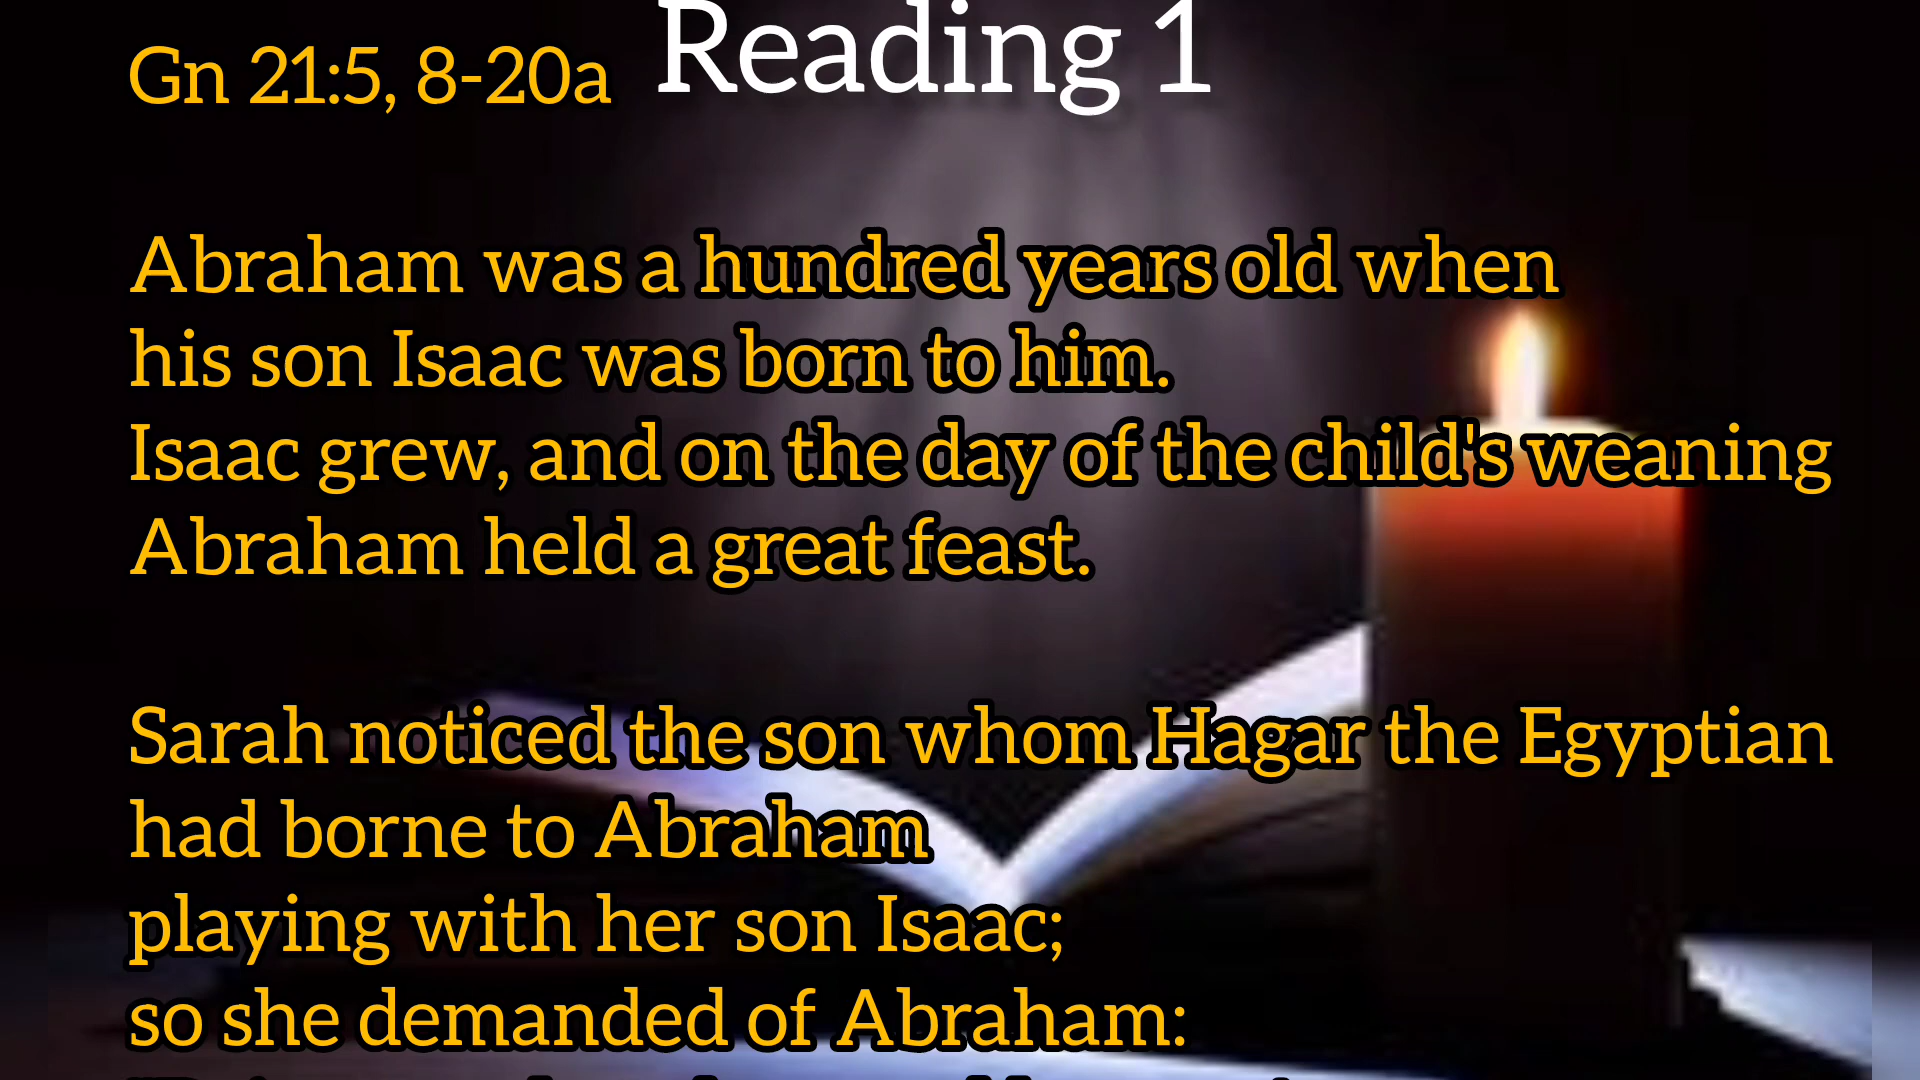 Reading 1
Gn 21:5, 8-20a
Abraham was a hundred years old when
his son Isaac was born to him.
Isaac grew, and on the day of the child's weaning
Abraham held a great feast.
Sarah noticed the son whom Hagar the Egyptian
had borne to Abraham
playing with her son Isaac;
so she demanded of Abraham: